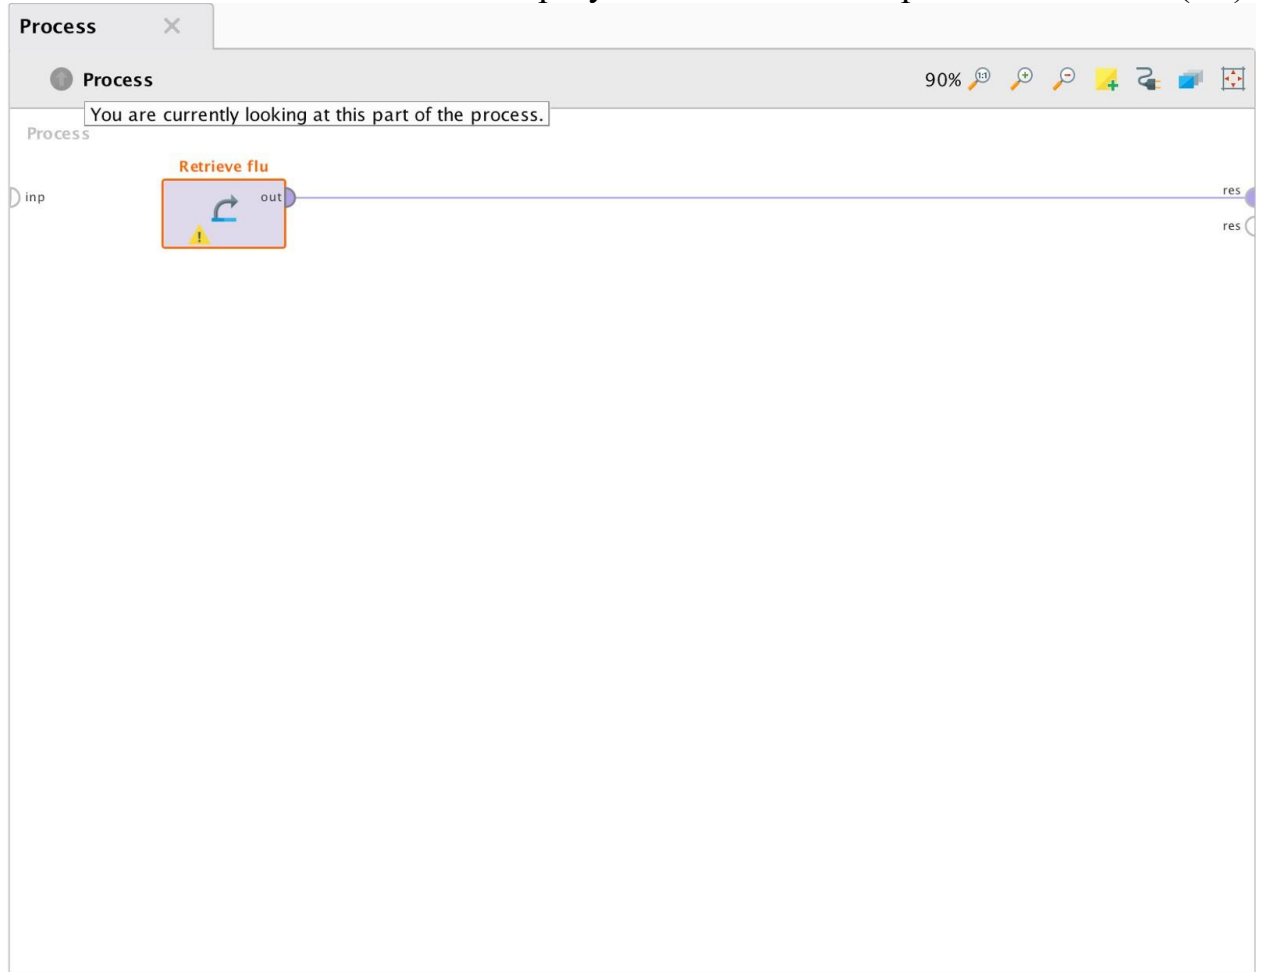 Process
Process
90%
You are currently looking at this part of the process.
Process
Retrieve flu
inp
out
res
res